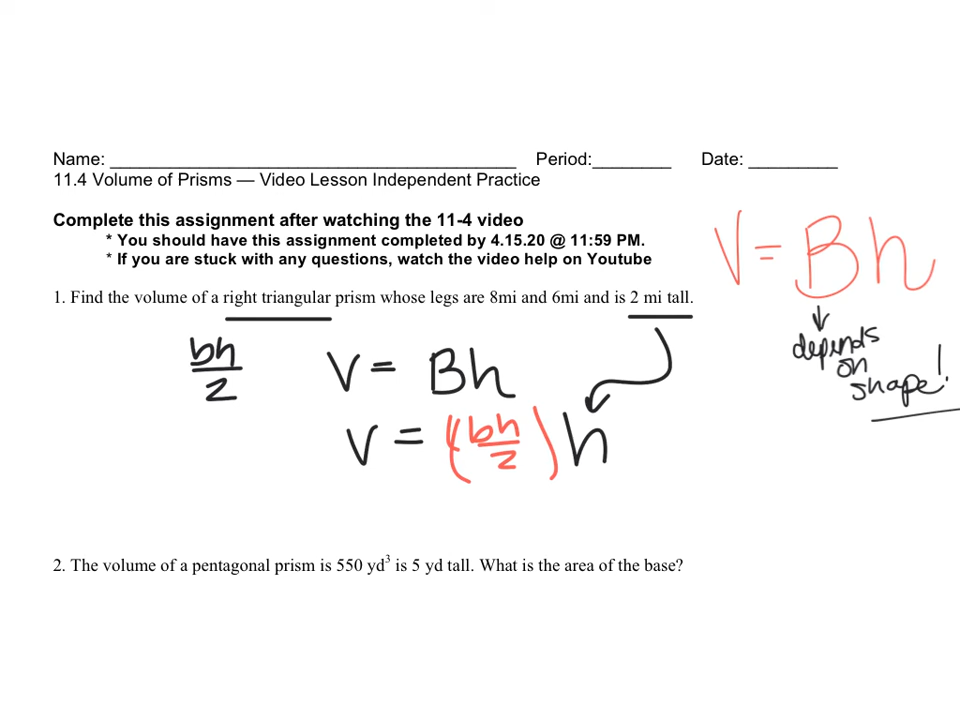 Name: ___________________________________________ Period:________ Date: _________
11.4 Volume of Prisms — Video Lesson Independent Practice
Complete this assignment after watching the 11-4 video
* You should have this assignment completed by 4.15.20 @ 11:59 PM.
* If you are stuck with any questions, watch the video help on Youtube
V = Bh
depends
on
shape!
1. Find the volume of a right triangular prism whose legs are 8mi and 6mi and is 2 mi tall.
bh/2
V = Bh
V = (bh/2)h
2. The volume of a pentagonal prism is 550 yd³ is 5 yd tall. What is the area of the base?